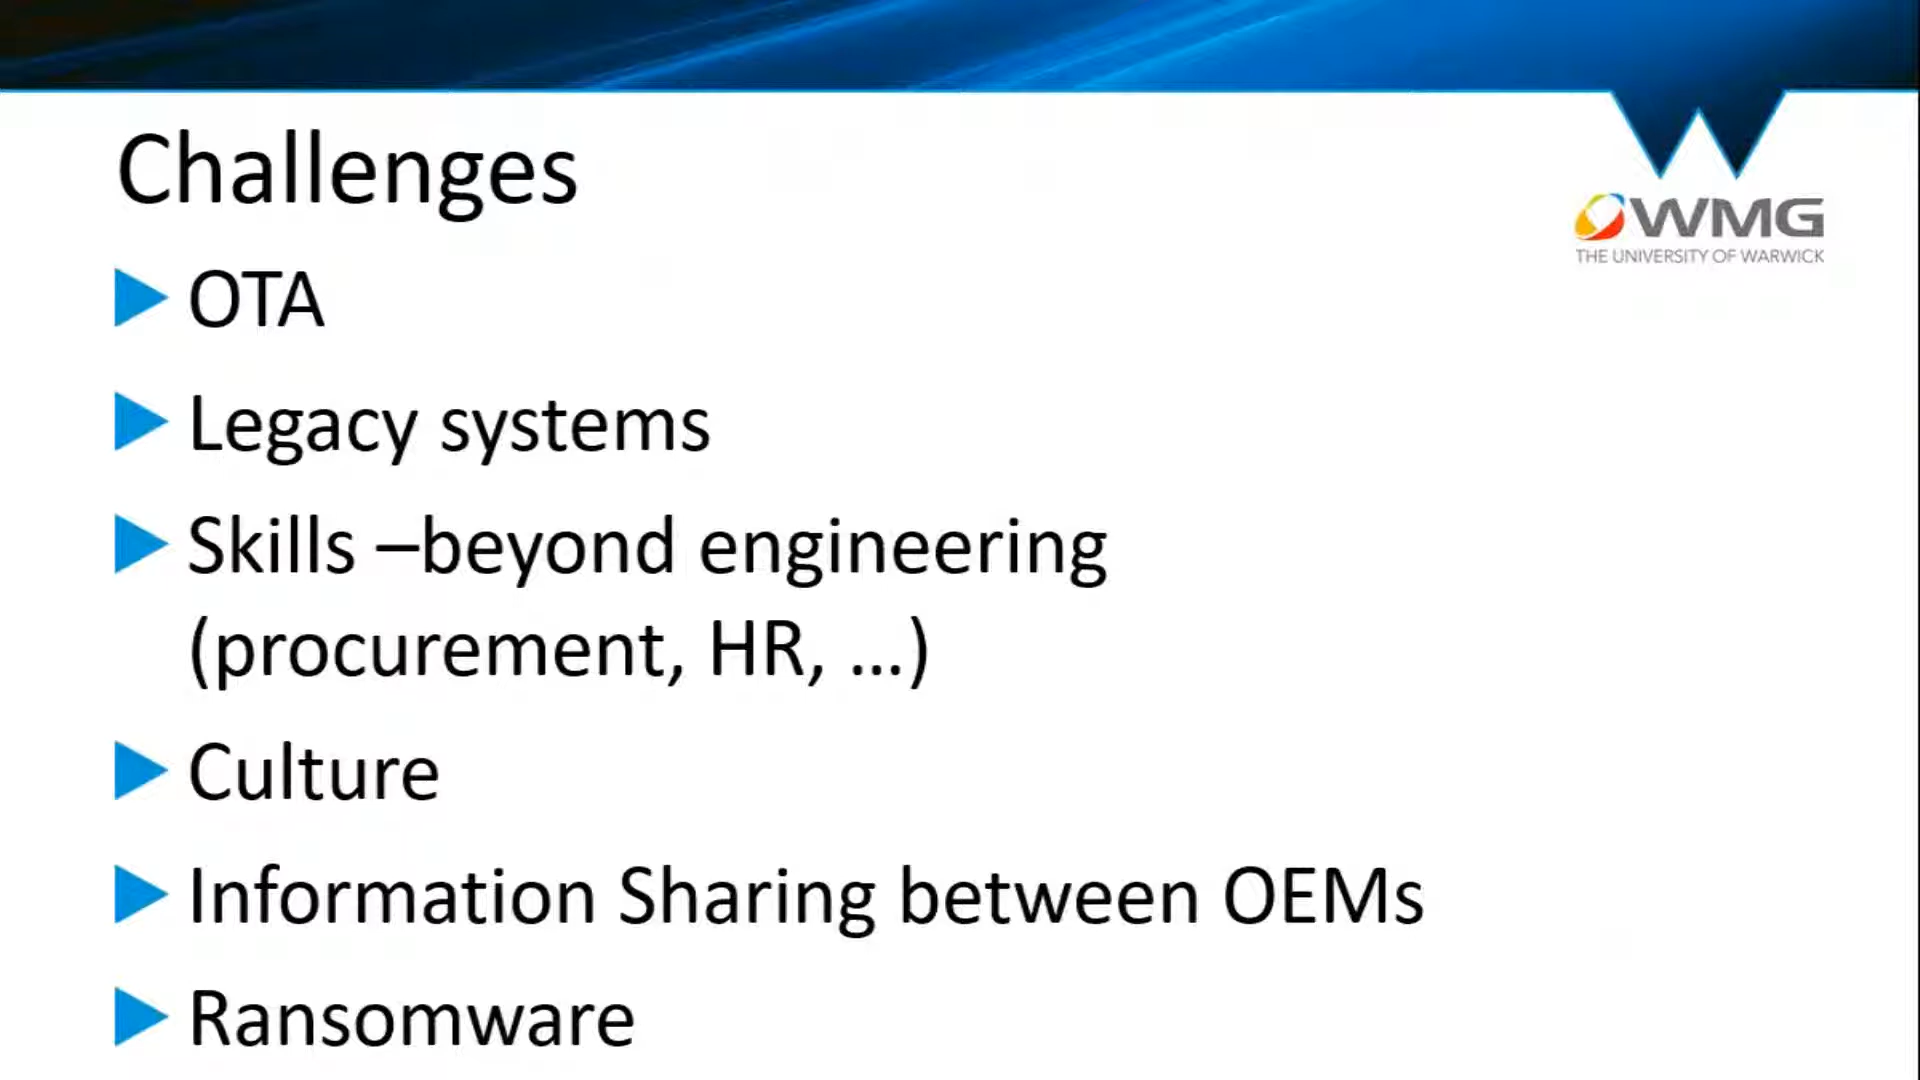 Challenges
OWMG
THE UNIVERSITY OF WARWICK
OTA
Legacy systems
Skills –beyond engineering
(procurement, HR, ...)
Culture
Information Sharing between OEMs
Ransomware